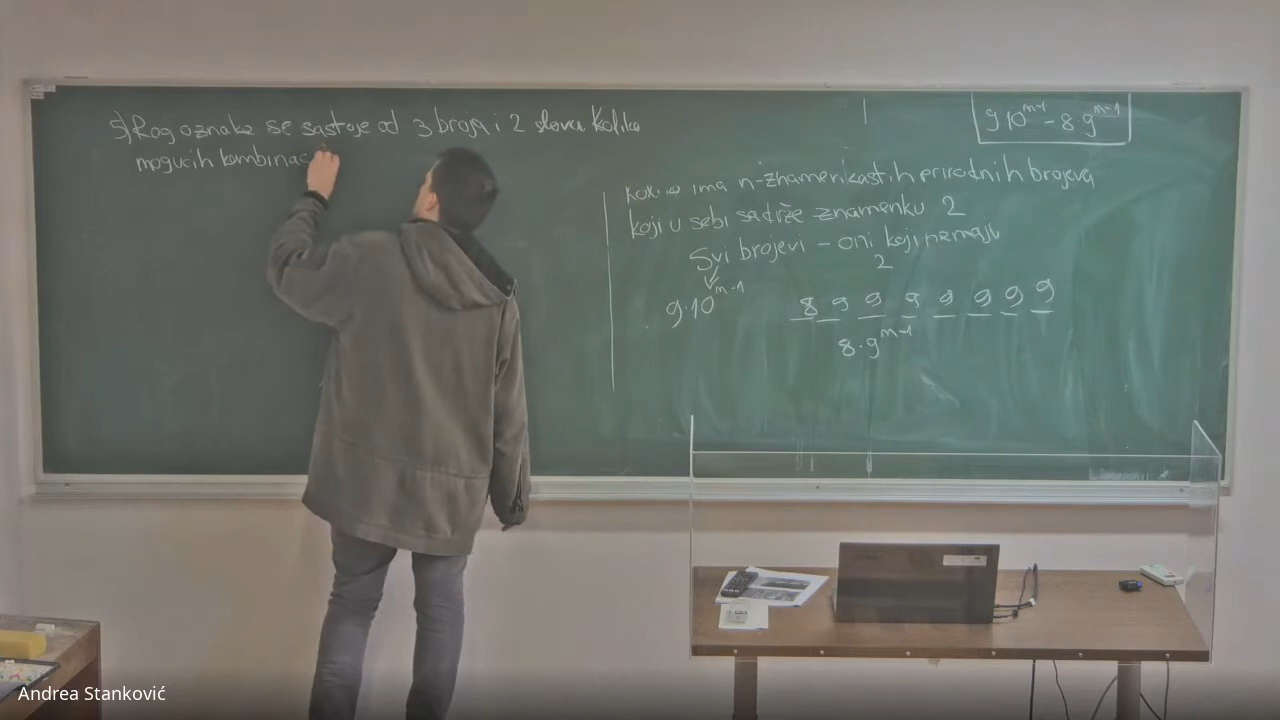 5) Reg oznake se sastoje od 3 broja i 2 slova Kolika
mogućih kombinac
9 10^{n-1} - 8 · 9^{n-1}
Koliko ima n-znamenkastih prirodnih brojeva
koji u sebi sadrže znamenku 2
Svi brojevi - oni koji nemaju
2
9·10^{n-1}
8 9 9 9 9 9 9 9
8·9^{n-1}
Andrea Stanković